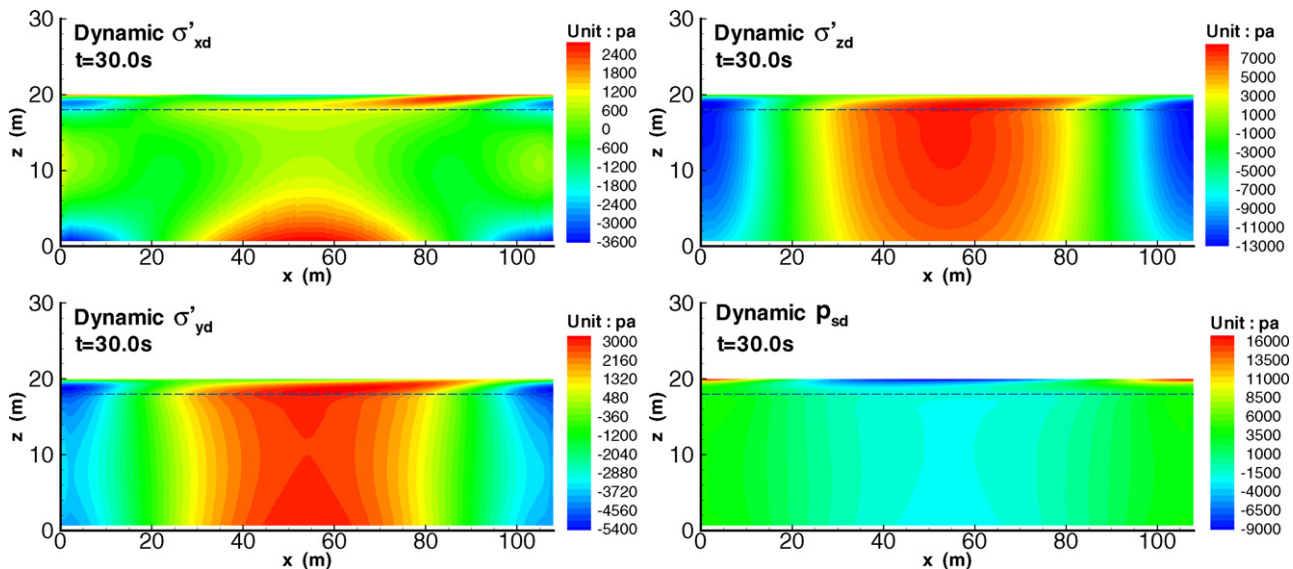 Dynamic σ'xd
t=30.0s
Unit : pa
2400
1800
1200
600
0
-600
-1200
-1800
-2400
-3000
-3600
30
20
10
0
z (m)
0 20 40 60 80 100
x (m)
Dynamic σ'zd
t=30.0s
Unit : pa
7000
5000
3000
1000
-1000
-3000
-5000
-7000
-9000
-11000
-13000
30
20
10
0
z (m)
0 20 40 60 80 100
x (m)
Dynamic σ'yd
t=30.0s
Unit : pa
3000
2160
1320
480
-360
-1200
-2040
-2880
-3720
-4560
-5400
30
20
10
0
z (m)
0 20 40 60 80 100
x (m)
Dynamic psd
t=30.0s
Unit : pa
16000
13500
11000
8500
6000
3500
1000
-1500
-4000
-6500
-9000
30
20
10
0
z (m)
0 20 40 60 80 100
x (m)